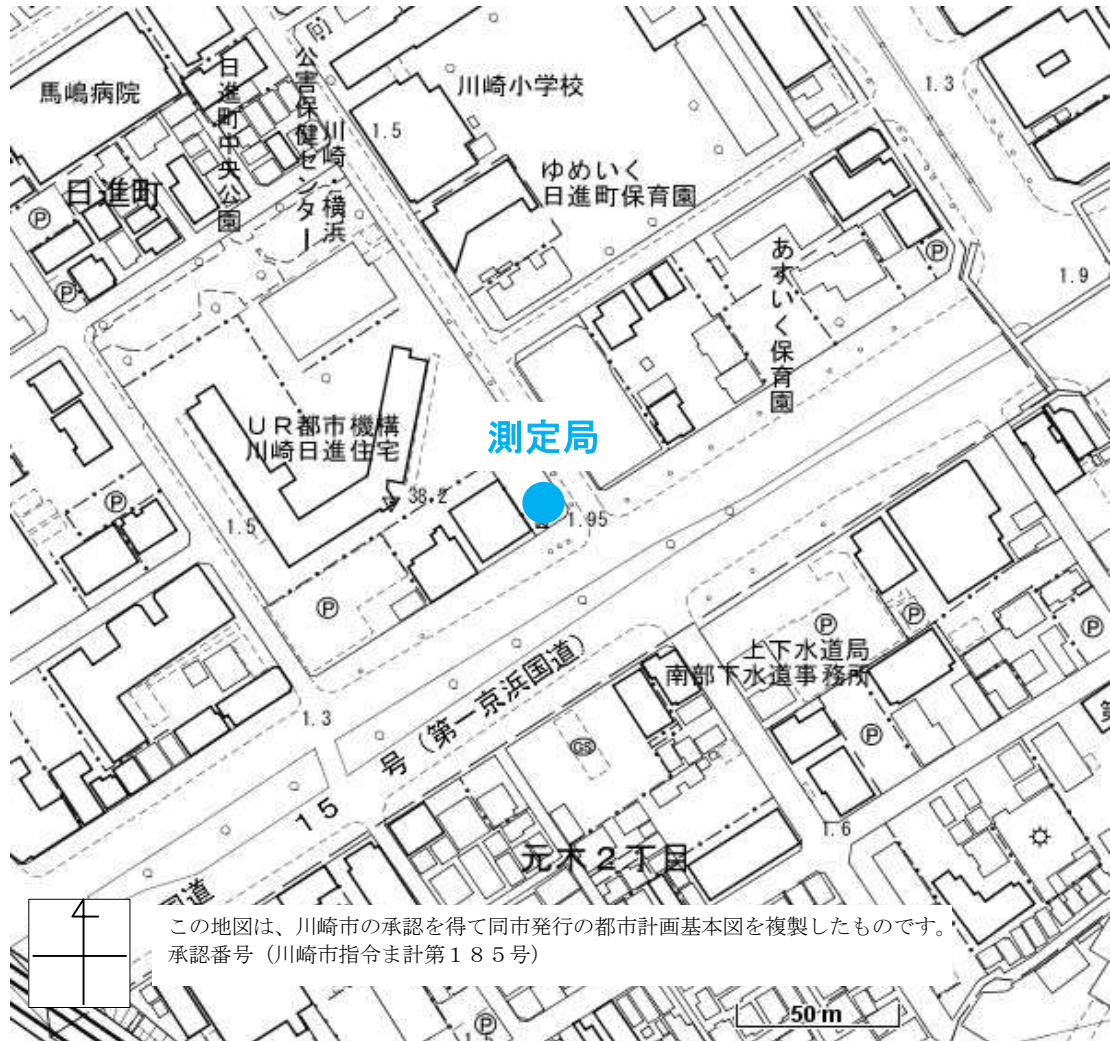 馬嶋病院
日進町中央公園
公害保健センター
川崎・横浜
川崎小学校
1.5
1.3
日進町
ゆめいく
日進町保育園
あすいく保育園
1.9
P
P
P
UR都市機構
川崎日進住宅
測定局
38.2
1.95
P
1.5
P
P
P
P
上下水道局
南部下水道事務所
P
1.3
号(第一京浜国道)
GS
15
1.6
元木2丁目
国道
この地図は、川崎市の承認を得て同市発行の都市計画基本図を複製したものです。
承認番号(川崎市指令ま計第185号)
50m
P